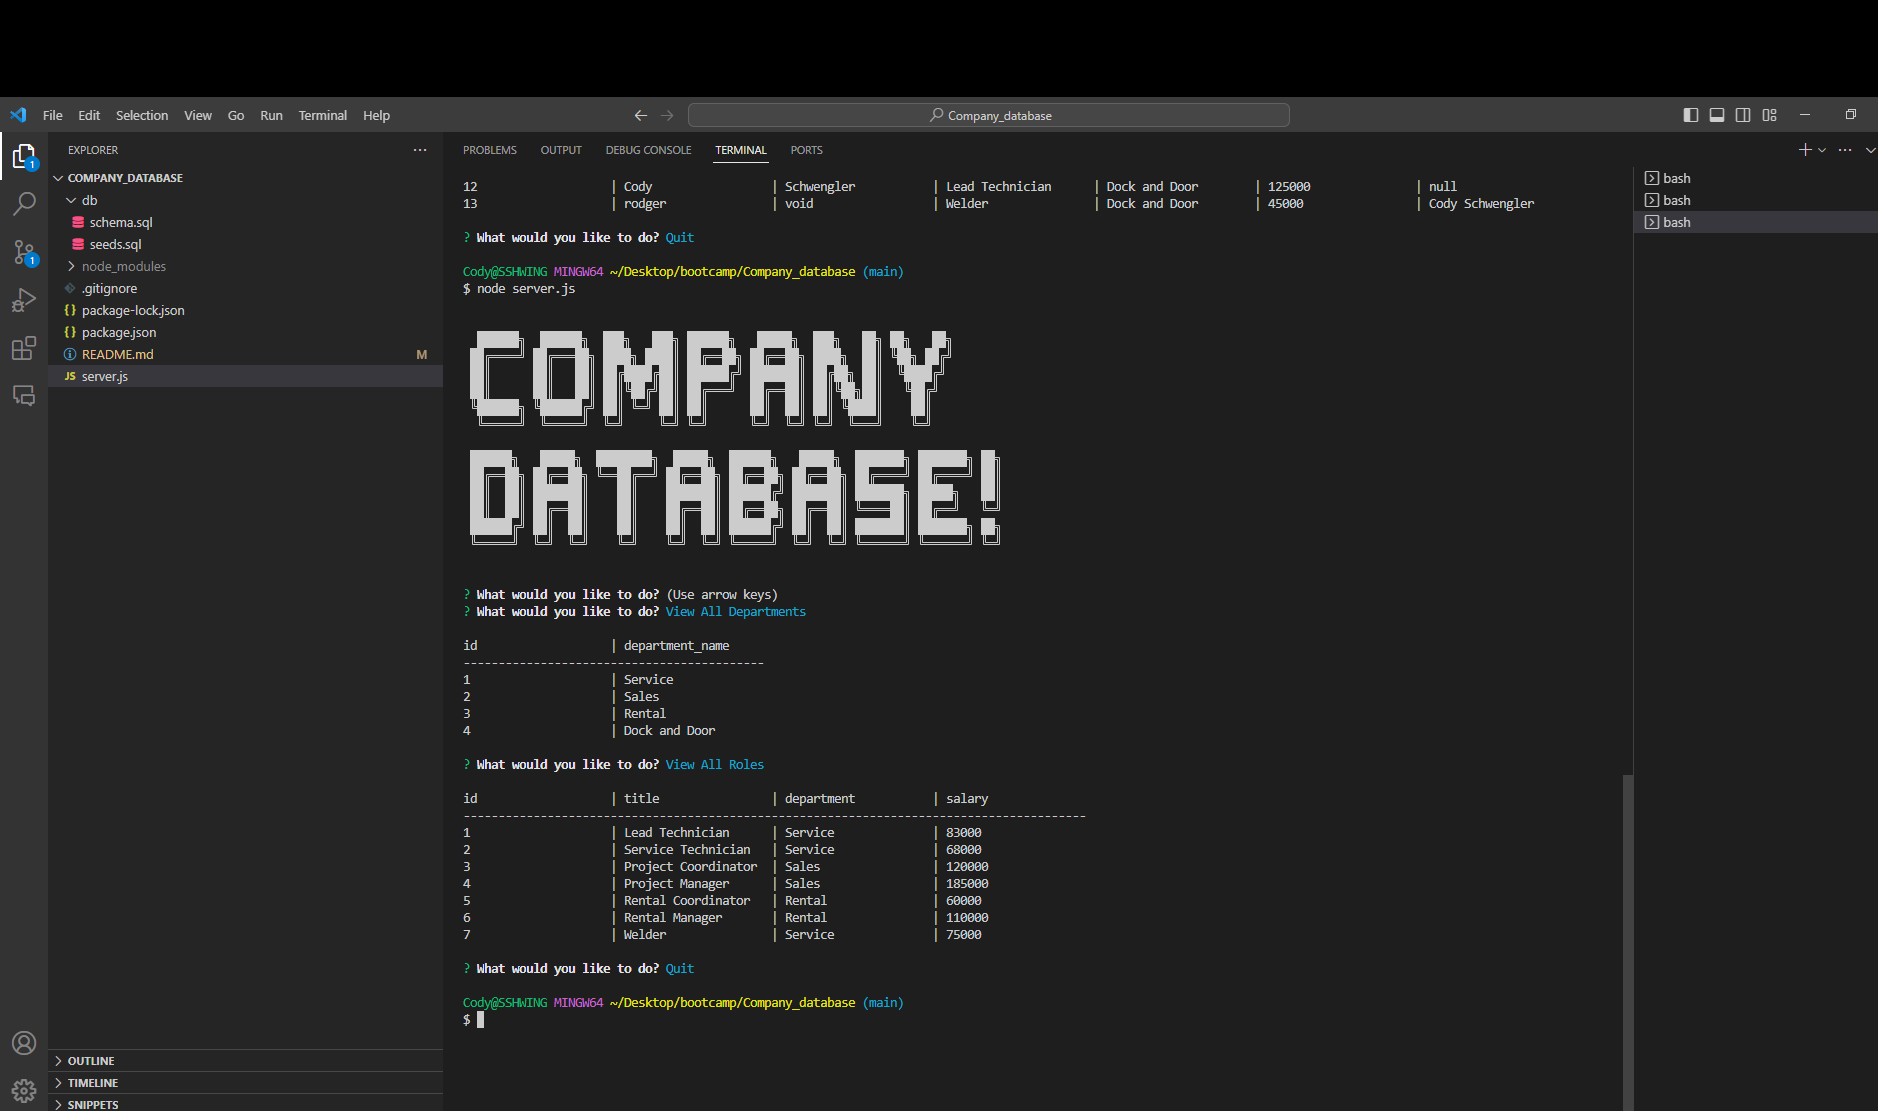 File Edit Selection View Go Run Terminal Help
Company_database
EXPLORER
COMPANY_DATABASE
db
schema.sql
seeds.sql
node_modules
.gitignore
package-lock.json
package.json
README.md M
server.js
OUTLINE
TIMELINE
SNIPPETS
1
1
PROBLEMS OUTPUT DEBUG CONSOLE TERMINAL PORTS
12 | Cody | Schwengler | Lead Technician | Dock and Door | 125000 | null
13 | rodger | void | Welder | Dock and Door | 45000 | Cody Schwengler
? What would you like to do? Quit
Cody@SSHWING MINGW64 ~/Desktop/bootcamp/Company_database (main)
$ node server.js
COMPANY
DATABASE!
? What would you like to do? (Use arrow keys)
? What would you like to do? View All Departments
id | department_name
-------------------------------------------
1 | Service
2 | Sales
3 | Rental
4 | Dock and Door
? What would you like to do? View All Roles
id | title | department | salary
-----------------------------------------------------------------------------------------
1 | Lead Technician | Service | 83000
2 | Service Technician | Service | 68000
3 | Project Coordinator | Sales | 120000
4 | Project Manager | Sales | 185000
5 | Rental Coordinator | Rental | 60000
6 | Rental Manager | Rental | 110000
7 | Welder | Service | 75000
? What would you like to do? Quit
Cody@SSHWING MINGW64 ~/Desktop/bootcamp/Company_database (main)
$
bash
bash
bash